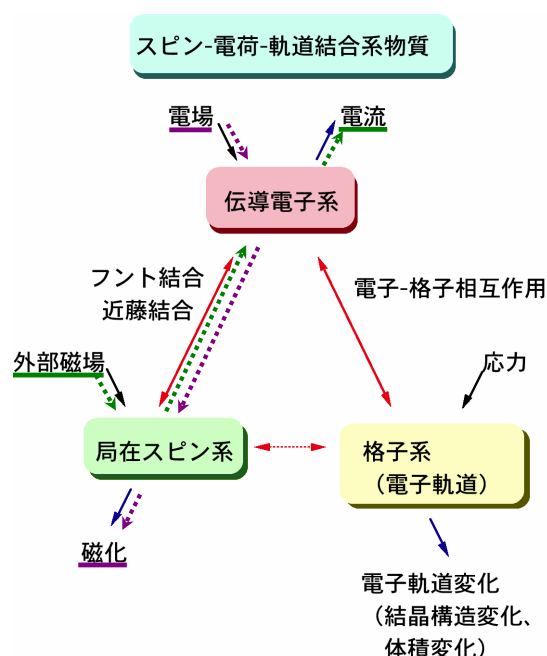 スピン-電荷-軌道結合系物質
電場
電流
伝導電子系
フント結合
近藤結合
電子-格子相互作用
外部磁場
応力
局在スピン系
格子系
（電子軌道）
磁化
電子軌道変化
（結晶構造変化、
体積変化）